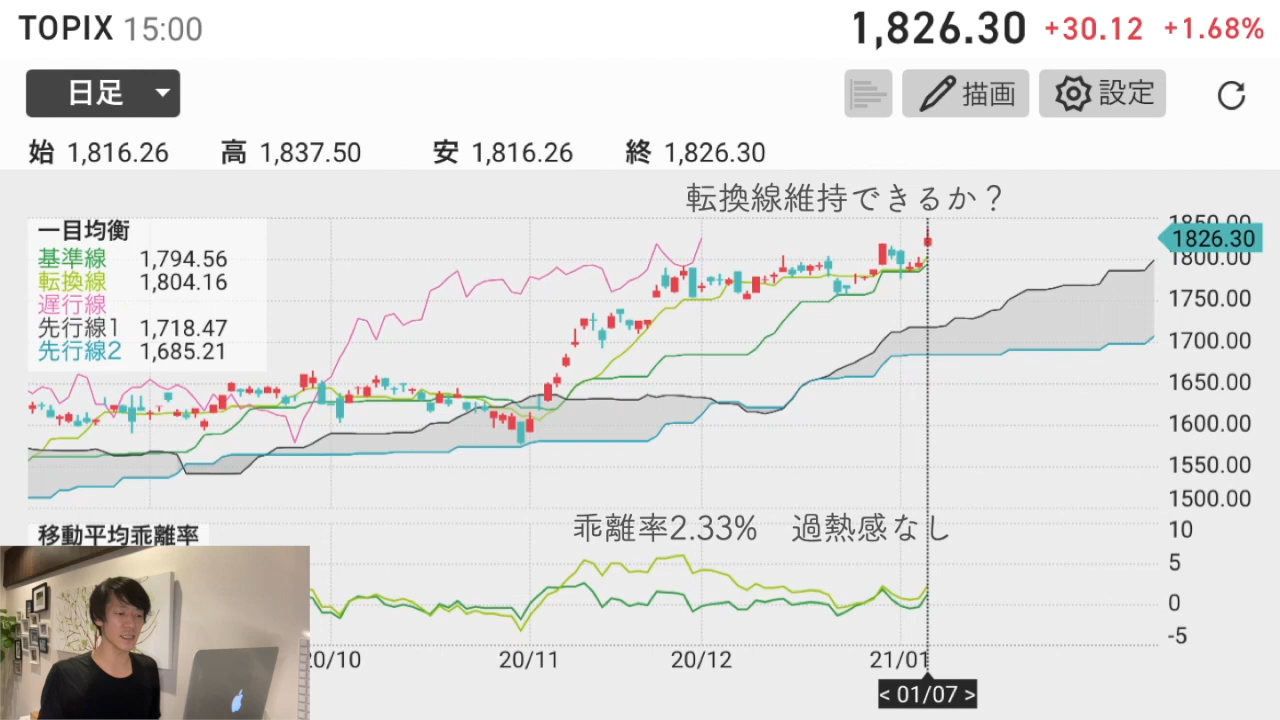 TOPIX 15:00
1,826.30 +30.12 +1.68%
日足
描画
設定
始 1,816.26 高 1,837.50 安 1,816.26 終 1,826.30
転換線維持できるか？
一目均衡
基準線 1,794.56
転換線 1,804.16
遅行線
先行線1 1,718.47
先行線2 1,685.21
1850.00
1826.30
1800.00
1750.00
1700.00
1650.00
1600.00
1550.00
1500.00
移動平均乖離率
乖離率2.33% 過熱感なし
10
5
0
-5
20/10
20/11
20/12
21/01
< 01/07 >